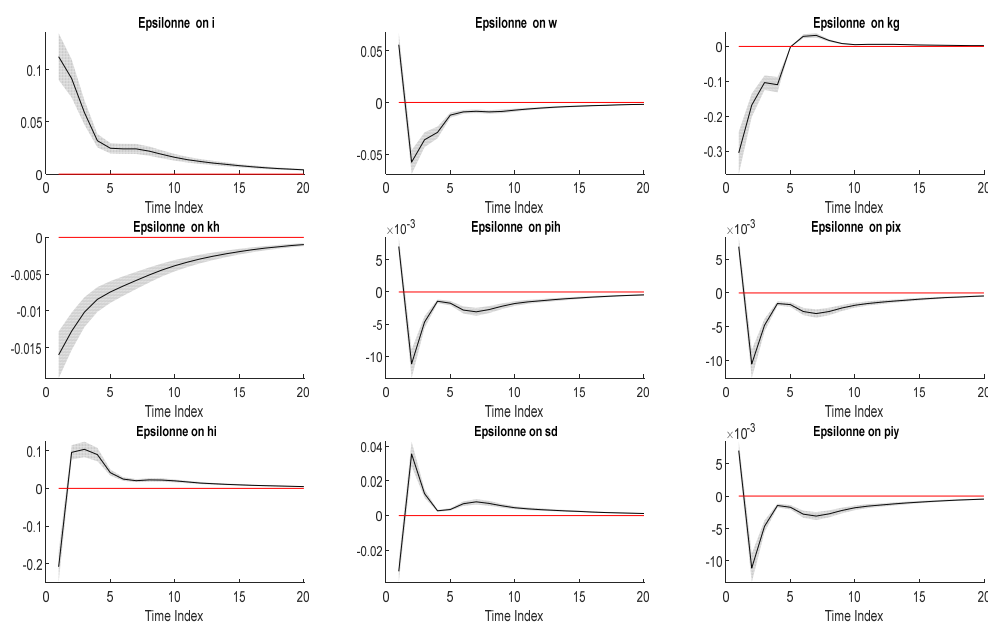 Epsilonne on i
0.1
0.05
0
0 5 10 15 20
Time Index
Epsilonne on w
0.05
0
-0.05
0 5 10 15 20
Time Index
Epsilonne on kg
0
-0.1
-0.2
-0.3
0 5 10 15 20
Time Index
Epsilonne on kh
0
-0.005
-0.01
-0.015
0 5 10 15 20
Time Index
Epsilonne on pih
×10⁻³
5
0
-5
-10
0 5 10 15 20
Time Index
Epsilonne on pix
×10⁻³
5
0
-5
-10
0 5 10 15 20
Time Index
Epsilonne on hi
0.1
0
-0.1
-0.2
0 5 10 15 20
Time Index
Epsilonne on sd
0.04
0.02
0
-0.02
0 5 10 15 20
Time Index
Epsilonne on piy
×10⁻³
5
0
-5
-10
0 5 10 15 20
Time Index